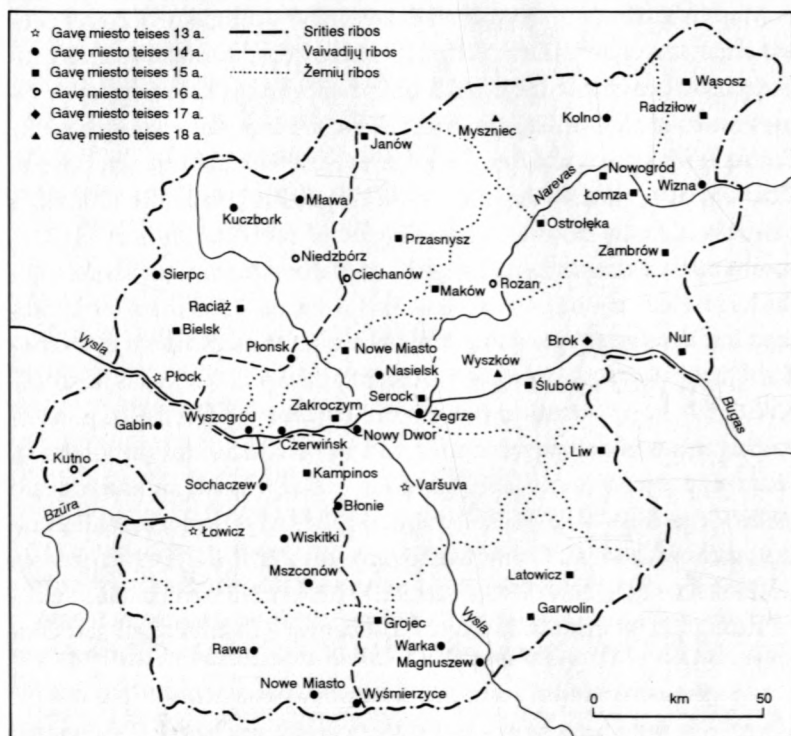 Gavę miesto teises 13 a.
Gavę miesto teises 14 a.
Gavę miesto teises 15 a.
Gavę miesto teises 16 a.
Gavę miesto teises 17 a.
Gavę miesto teises 18 a.
Srities ribos
Vaivadijų ribos
Žemių ribos
Wąsosz
Radziłow
Kolno
Myszniec
Janów
Nowogród
Narevas
Łomza
Wizna
Mława
Kuczbork
Ostrołęka
Przasnysz
Zambrów
Niedzbórz
Ciechanów
Sierpc
Maków
Rożan
Raciąż
Bielsk
Brok
Nur
Vysla
Płońsk
Nowe Miasto
Wyszków
Nasielsk
Płock
Ślubów
Serock
Bugas
Zakroczym
Zegrze
Gabin
Wyszogród
Nowy Dwor
Czerwińsk
Liw
Kutno
Kampinos
Sochaczew
Varšuva
Błonie
Bzūra
Łowicz
Wiskitki
Mszczonów
Latowicz
Vysla
Garwolin
Grojec
Rawa
Warka
Magnuszew
Nowe Miasto
Wyśmierzyce
0 km 50